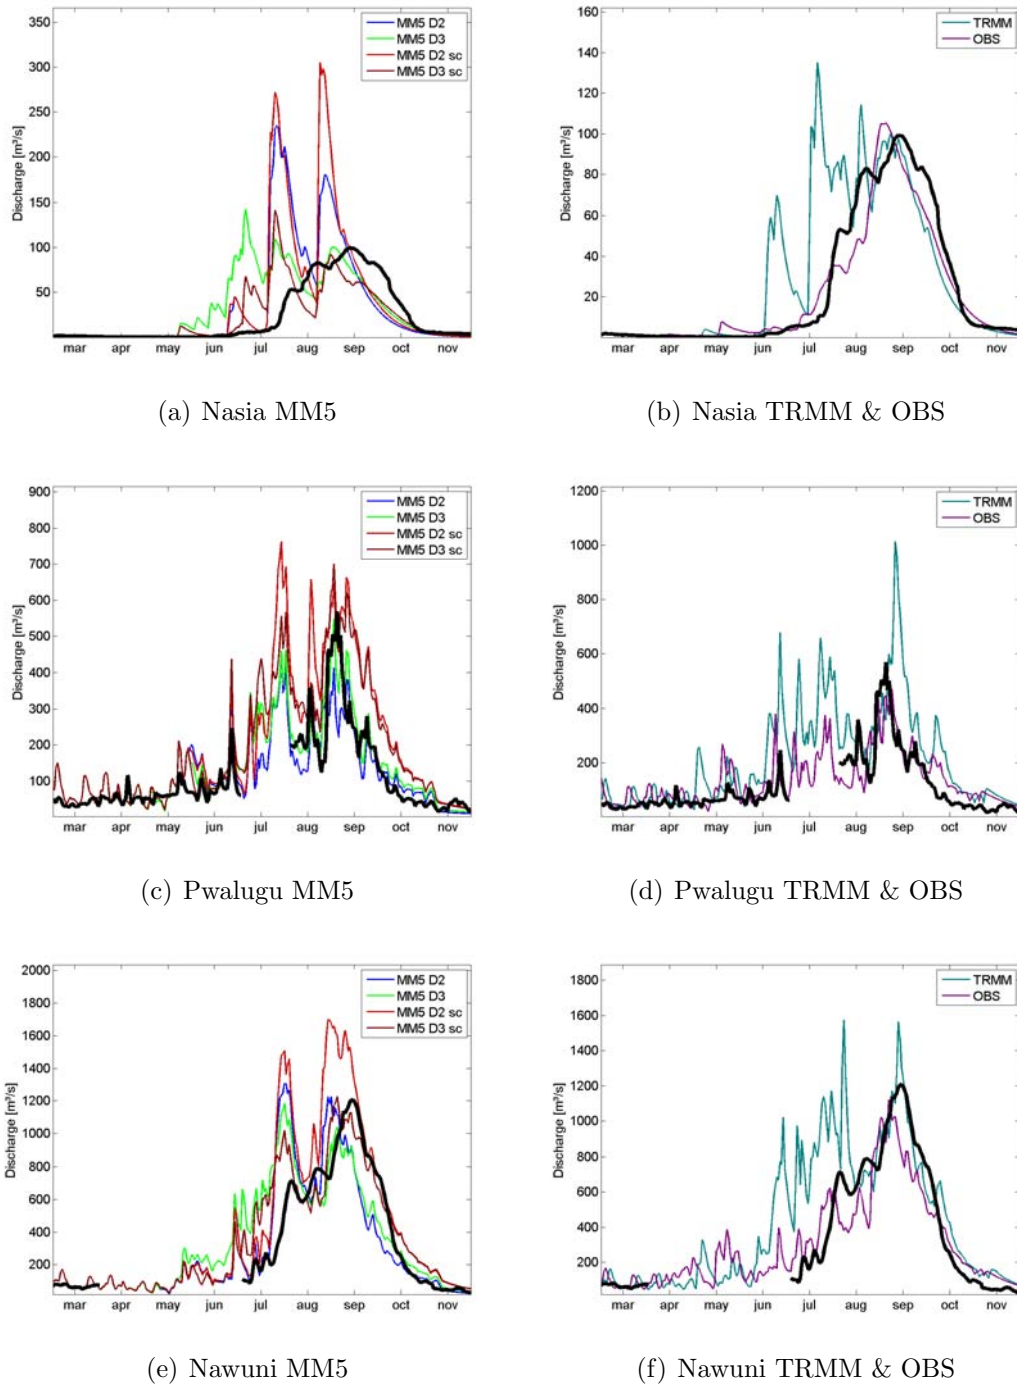 350
300
250
200
150
100
50
Discharge [m³/s]
mar apr may jun jul aug sep oct nov
MM5 D2
MM5 D3
MM5 D2 sc
MM5 D3 sc
(a) Nasia MM5
160
140
120
100
80
60
40
20
Discharge [m³/s]
mar apr may jun jul aug sep oct nov
TRMM
OBS
(b) Nasia TRMM & OBS
900
800
700
600
500
400
300
200
100
Discharge [m³/s]
mar apr may jun jul aug sep oct nov
MM5 D2
MM5 D3
MM5 D2 sc
MM5 D3 sc
(c) Pwalugu MM5
1200
1000
800
600
400
200
Discharge [m³/s]
mar apr may jun jul aug sep oct nov
TRMM
OBS
(d) Pwalugu TRMM & OBS
2000
1800
1600
1400
1200
1000
800
600
400
200
Discharge [m³/s]
mar apr may jun jul aug sep oct nov
MM5 D2
MM5 D3
MM5 D2 sc
MM5 D3 sc
(e) Nawuni MM5
1800
1600
1400
1200
1000
800
600
400
200
Discharge [m³/s]
mar apr may jun jul aug sep oct nov
TRMM
OBS
(f) Nawuni TRMM & OBS